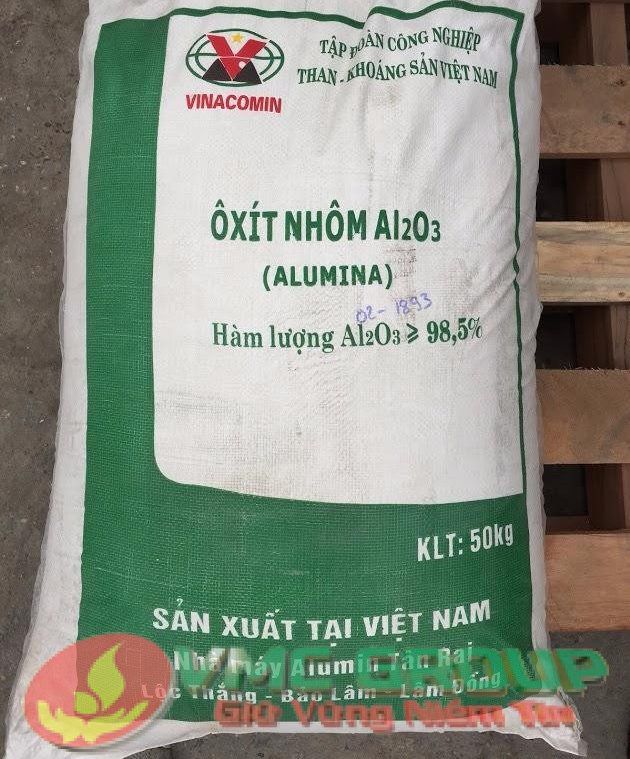 VINACOMIN
TẬP ĐOÀN CÔNG NGHIỆP
THAN - KHOÁNG SẢN VIỆT NAM
ÔXÍT NHÔM Al2O3
(ALUMINA)
02-1893
Hàm lượng Al2O3 ≥ 98,5%
KLT: 50kg
SẢN XUẤT TẠI VIỆT NAM
Nhà máy Alumin Tân Rai
Lộc Thắng - Bảo Lâm - Lâm Đồng
VMC GROUP
Giữ Vững Niềm Tin